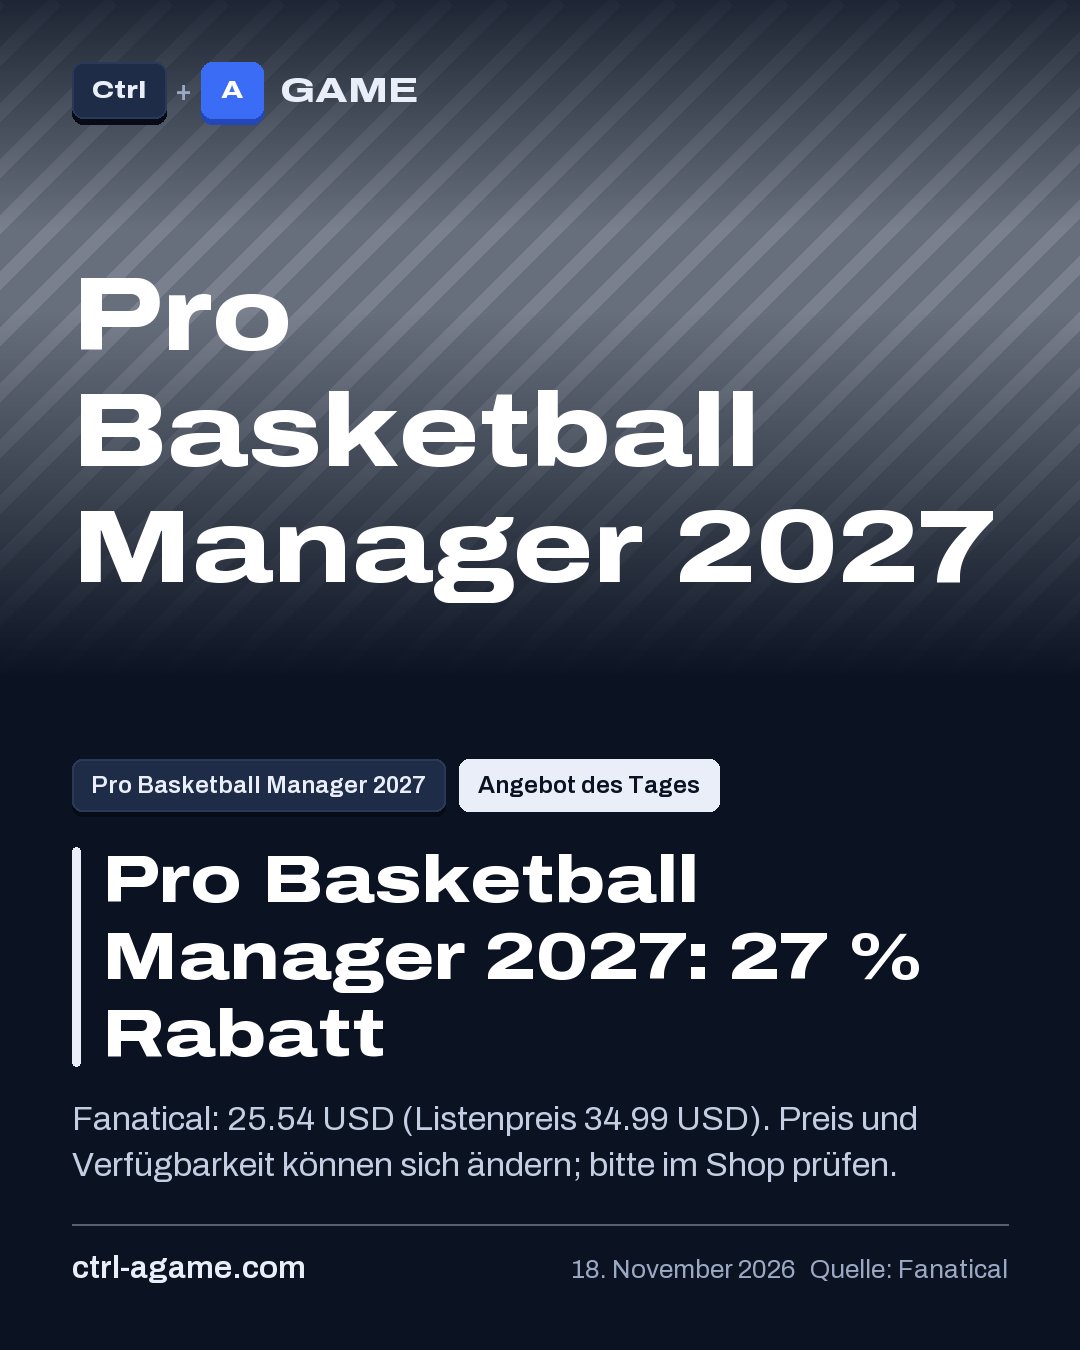 Ctrl + A GAME
Pro
Basketball
Manager 2027
Pro Basketball Manager 2027 Angebot des Tages
Pro Basketball
Manager 2027: 27 %
Rabatt
Fanatical: 25.54 USD (Listenpreis 34.99 USD). Preis und
Verfügbarkeit können sich ändern; bitte im Shop prüfen.
ctrl-agame.com 18. November 2026 Quelle: Fanatical